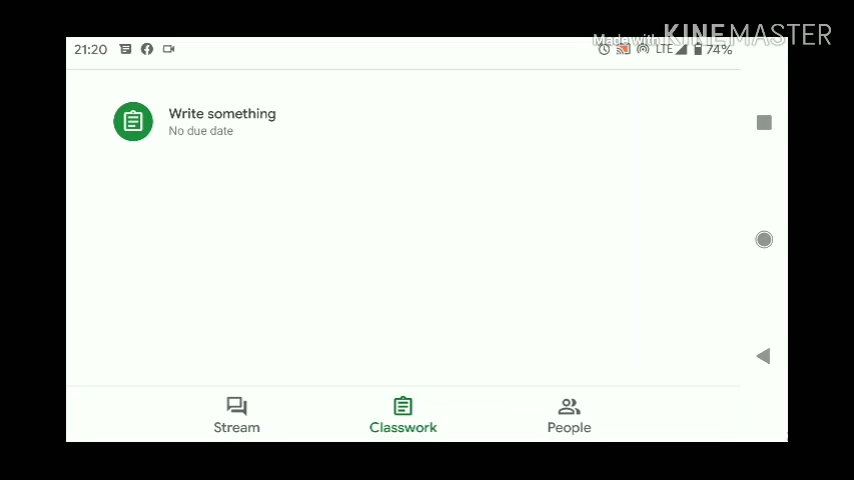 Made with KINEMASTER
21:20 LTE 74%
Write something
No due date
Stream Classwork People